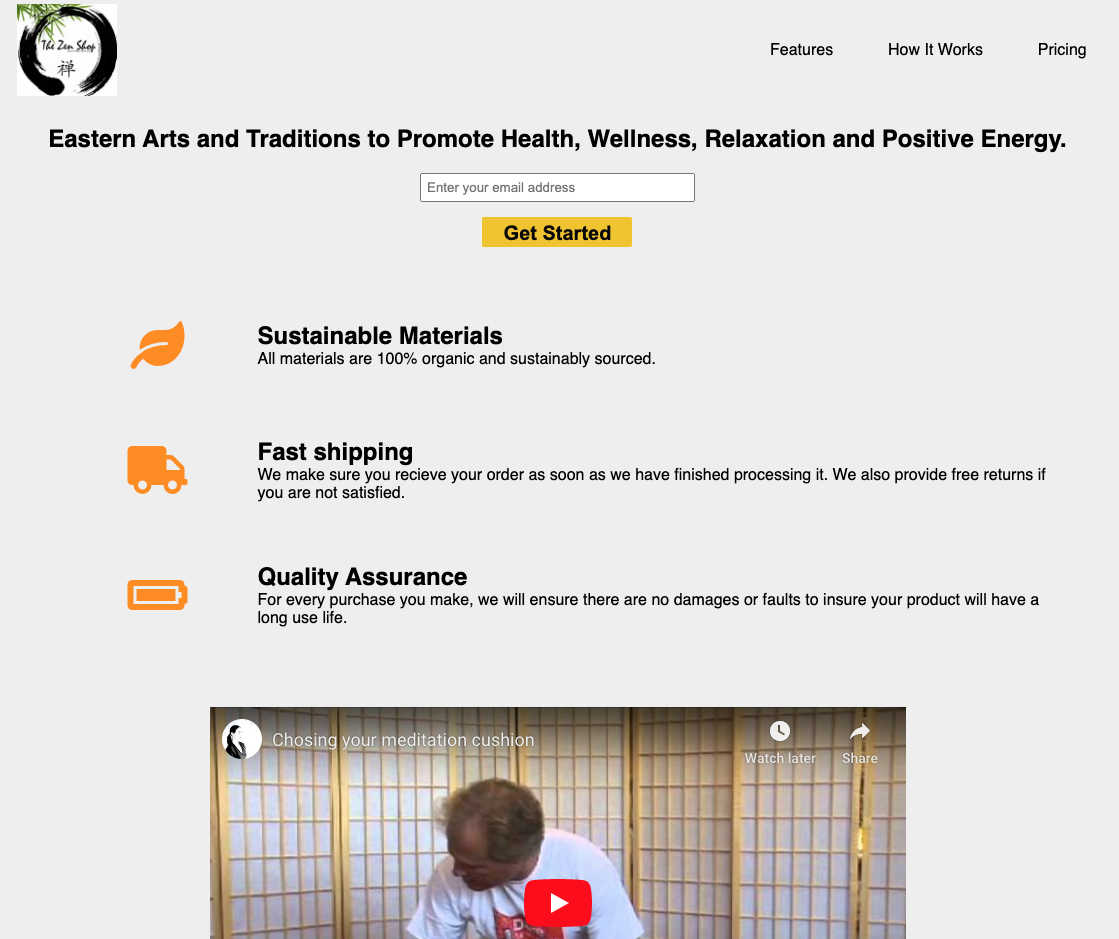 The Zen Shop
禅
Features
How It Works
Pricing
Eastern Arts and Traditions to Promote Health, Wellness, Relaxation and Positive Energy.
Enter your email address
Get Started
Sustainable Materials
All materials are 100% organic and sustainably sourced.
Fast shipping
We make sure you recieve your order as soon as we have finished processing it. We also provide free returns if
you are not satisfied.
Quality Assurance
For every purchase you make, we will ensure there are no damages or faults to insure your product will have a
long use life.
Chosing your meditation cushion
Watch later
Share